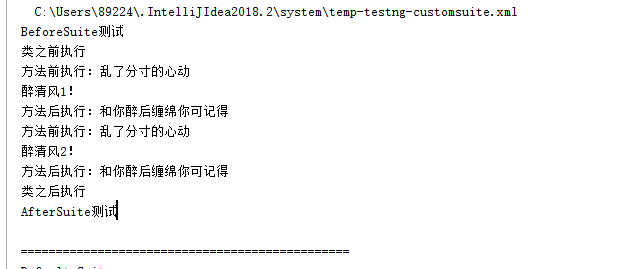 C:\Users\89224\.IntelliJIdea2018.2\system\temp-testng-customsuite.xml
BeforeSuite测试
类之前执行
方法前执行：乱了分寸的心动
醉清风1!
方法后执行：和你醉后缠绵你可记得
方法前执行：乱了分寸的心动
醉清风2!
方法后执行：和你醉后缠绵你可记得
类之后执行
AfterSuite测试
===============================================